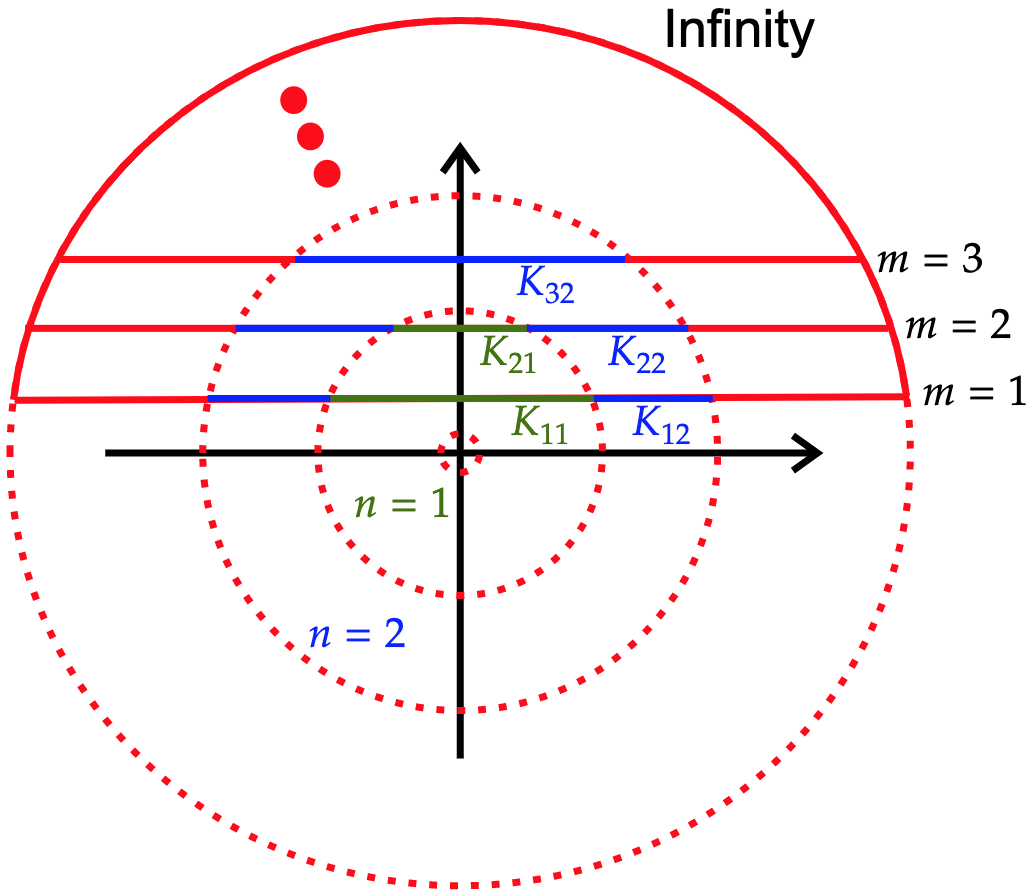 Infinity
m = 3
K₃₂
m = 2
K₂₁ K₂₂
m = 1
K₁₁ K₁₂
n = 1
n = 2